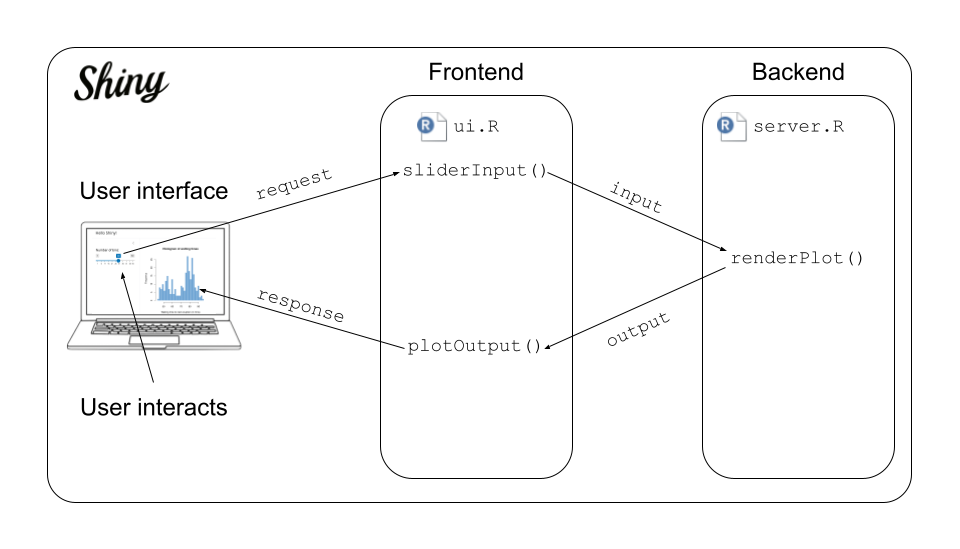 Shiny
Frontend
Backend
ui.R
server.R
sliderInput()
User interface
request
input
Hello Shiny!
renderPlot()
response
output
plotOutput()
User interacts